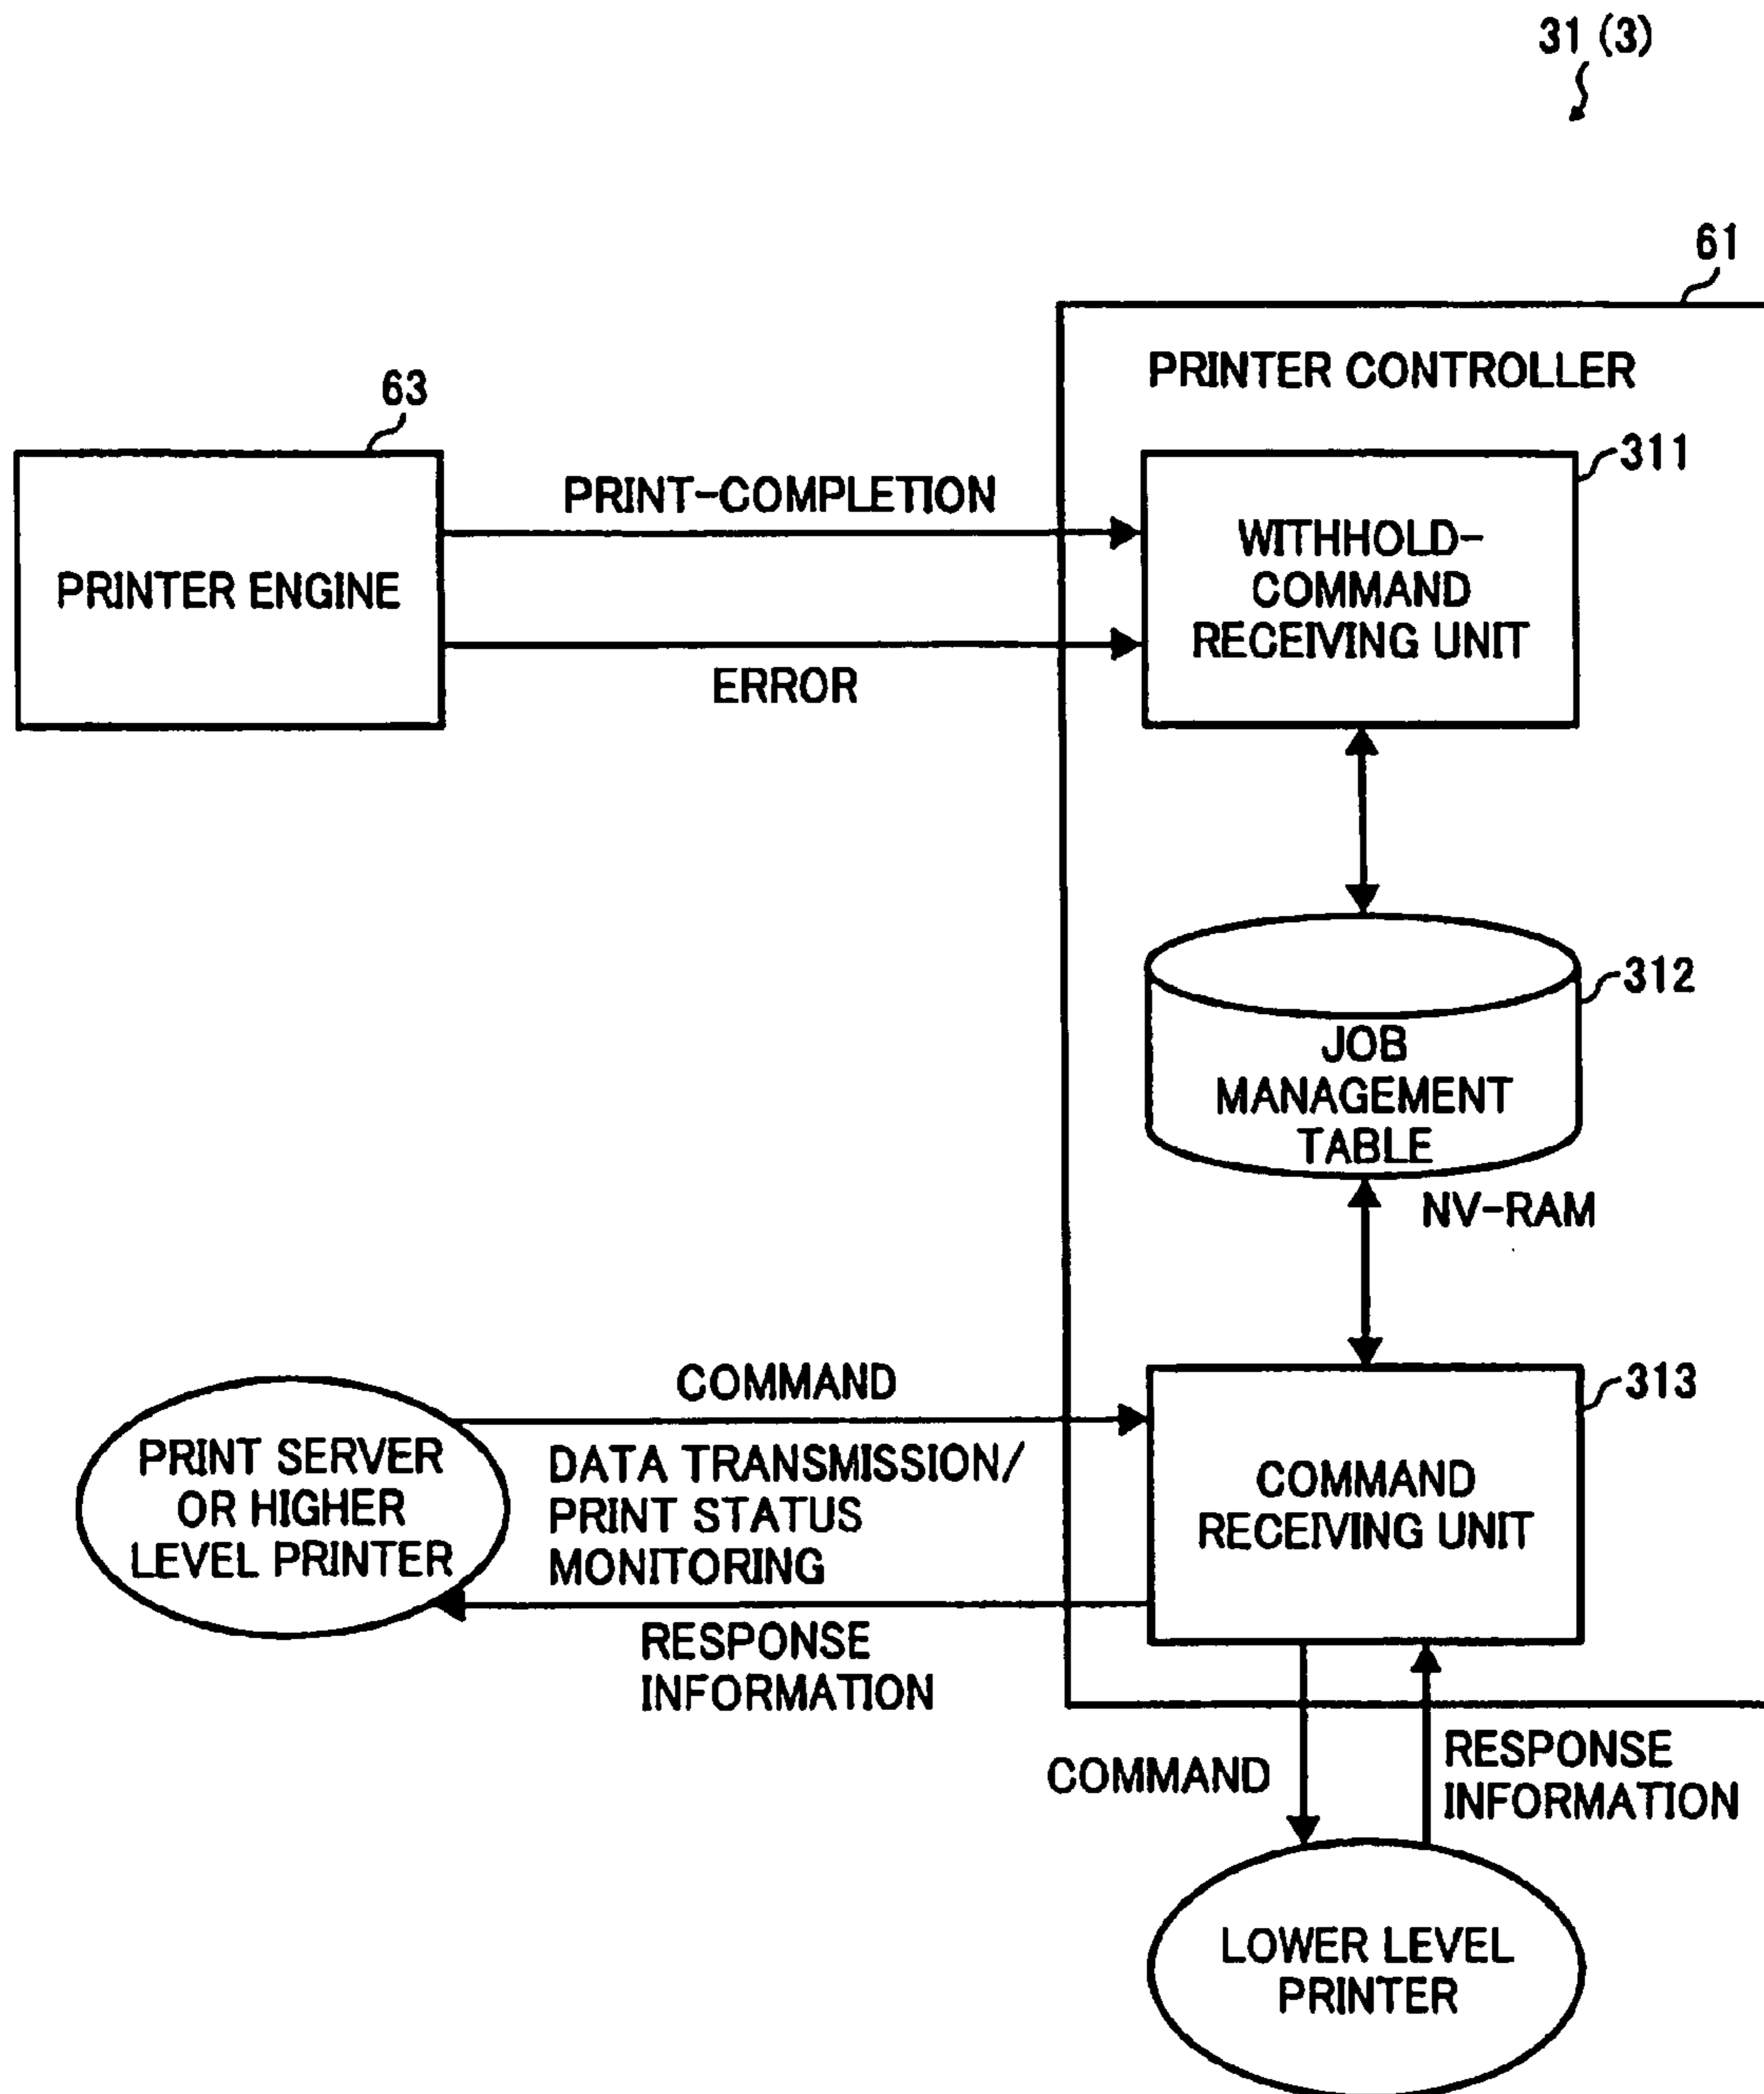 31 (3)
61
PRINTER CONTROLLER
63
311
PRINT-COMPLETION
PRINTER ENGINE
WITHHOLD-
COMMAND
RECEIVING UNIT
ERROR
312
JOB
MANAGEMENT
TABLE
NV-RAM
313
COMMAND
PRINT SERVER
OR HIGHER
LEVEL PRINTER
DATA TRANSMISSION/
PRINT STATUS
MONITORING
COMMAND
RECEIVING UNIT
RESPONSE
INFORMATION
COMMAND
RESPONSE
INFORMATION
LOWER LEVEL
PRINTER